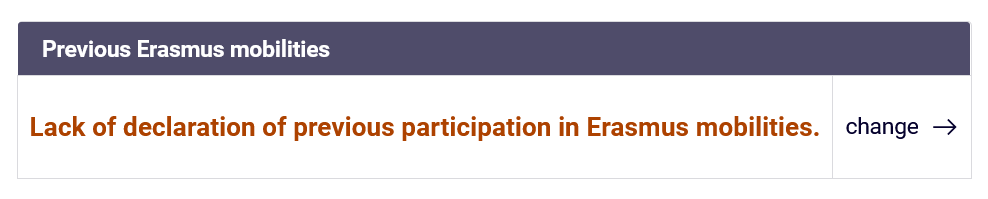 Previous Erasmus mobilities
Lack of declaration of previous participation in Erasmus mobilities.
change →